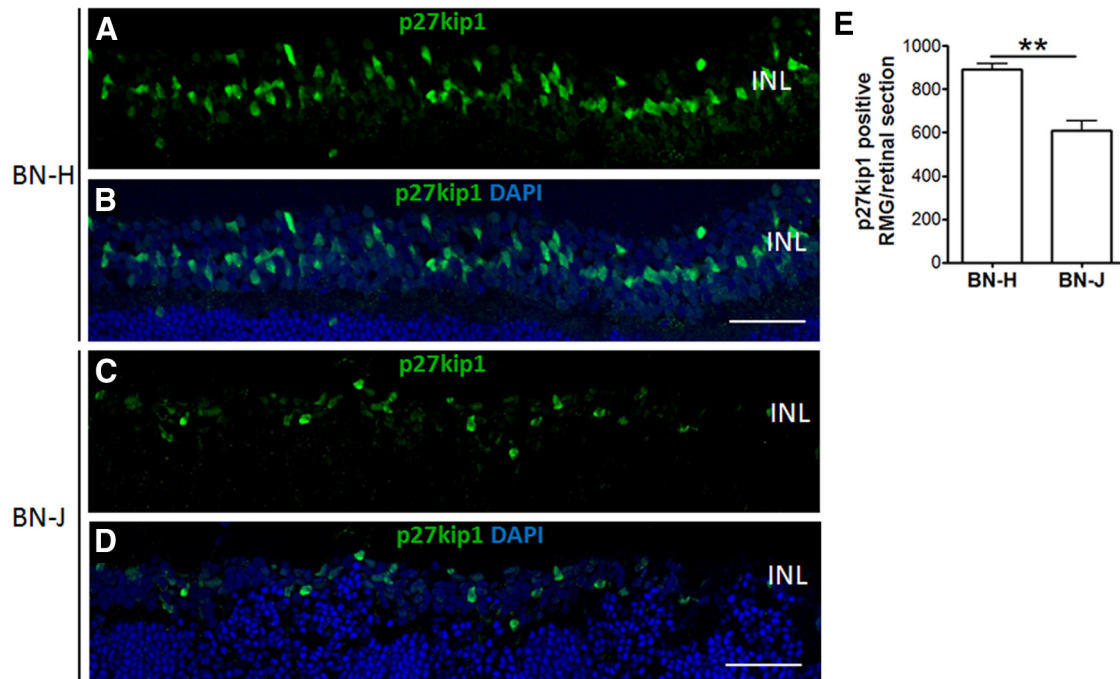 BN-H
A
p27kip1
INL
B
p27kip1 DAPI
INL
BN-J
C
p27kip1
INL
D
p27kip1 DAPI
INL
E
p27kip1 positive
RMG/retinal section
1000
800
600
400
200
0
**
BN-H
BN-J